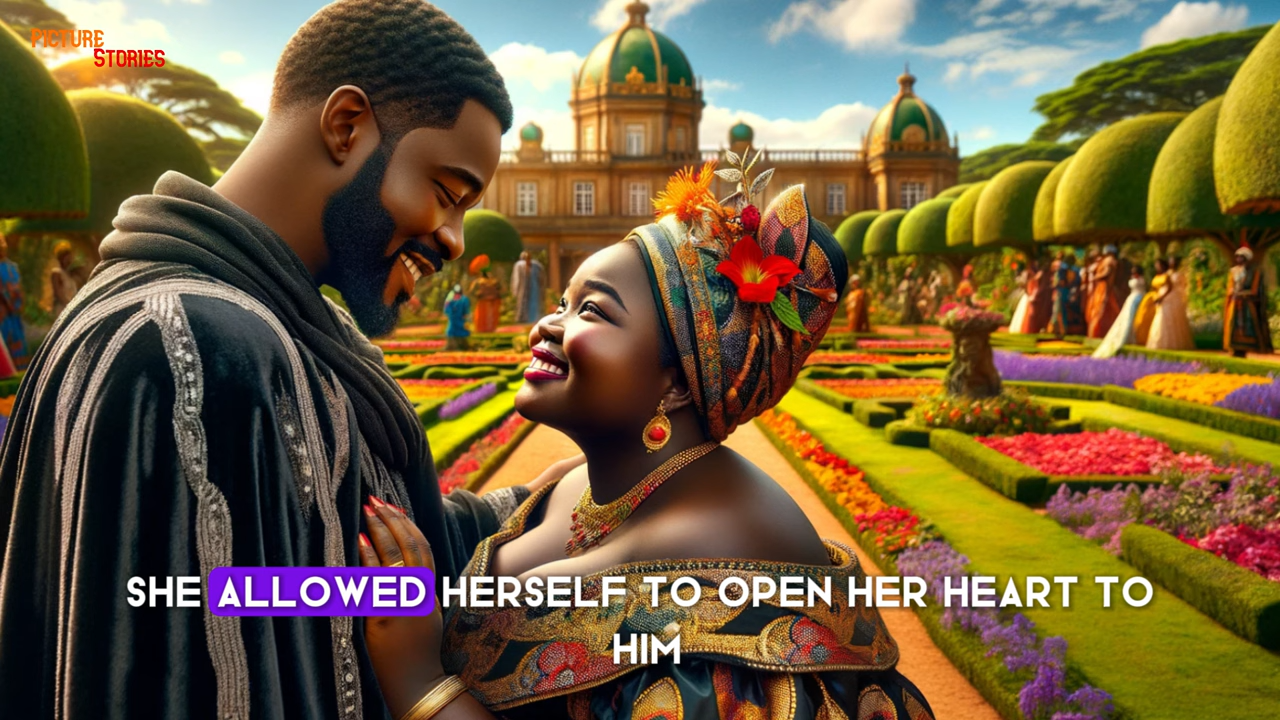 PICTURE
STORIES
SHE ALLOWED HERSELF TO OPEN HER HEART TO
HIM